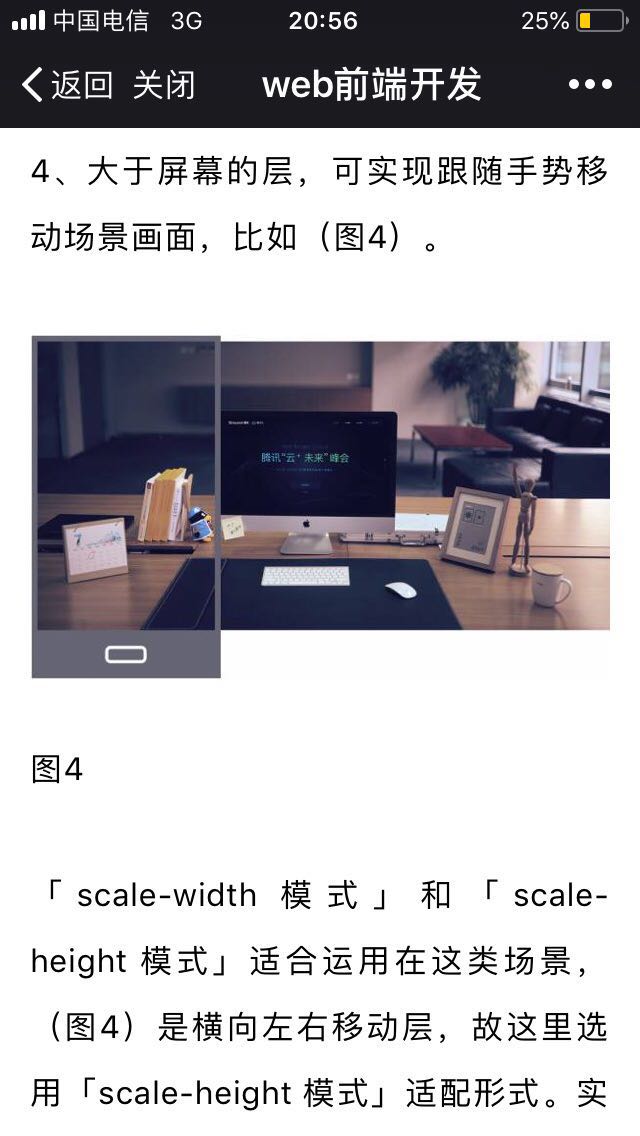 中国电信 3G 20:56 25%
返回 关闭 web前端开发
4、大于屏幕的层，可实现跟随手势移
动场景画面，比如（图4）。
腾讯“云+未来”峰会
图4
「scale-width 模式」和「scale-
height 模式」适合运用在这类场景，
（图4）是横向左右移动层，故这里选
用「scale-height 模式」适配形式。实